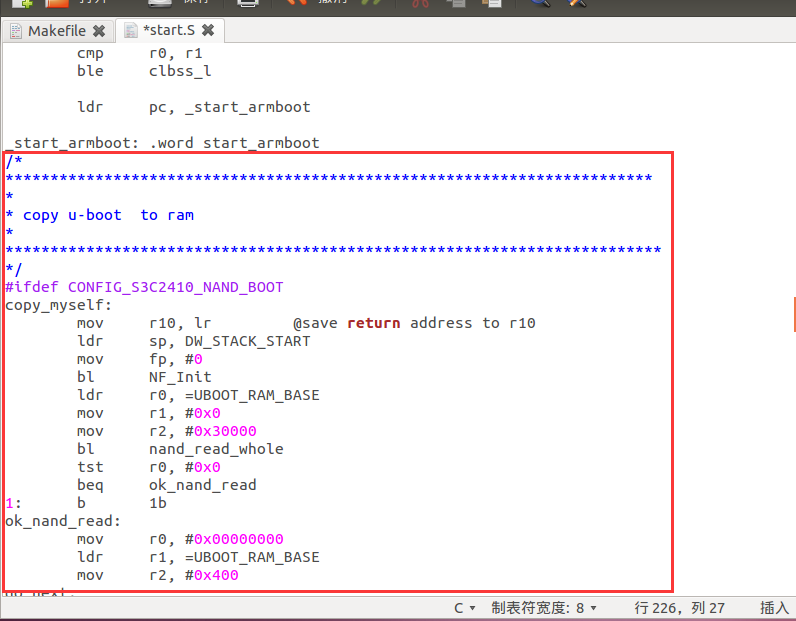 Makefile *start.S
cmp r0, r1
ble clbss_l
ldr pc, _start_armboot
_start_armboot: .word start_armboot
/*
************************************************************************
*
* copy u-boot  to ram
*
*************************************************************************
*/
#ifdef CONFIG_S3C2410_NAND_BOOT
copy_myself:
mov r10, lr @save return address to r10
ldr sp, DW_STACK_START
mov fp, #0
bl NF_Init
ldr r0, =UBOOT_RAM_BASE
mov r1, #0x0
mov r2, #0x30000
bl nand_read_whole
tst r0, #0x0
beq ok_nand_read
1: b 1b
ok_nand_read:
mov r0, #0x00000000
ldr r1, =UBOOT_RAM_BASE
mov r2, #0x400
C 制表符宽度: 8 行 226, 列 27 插入